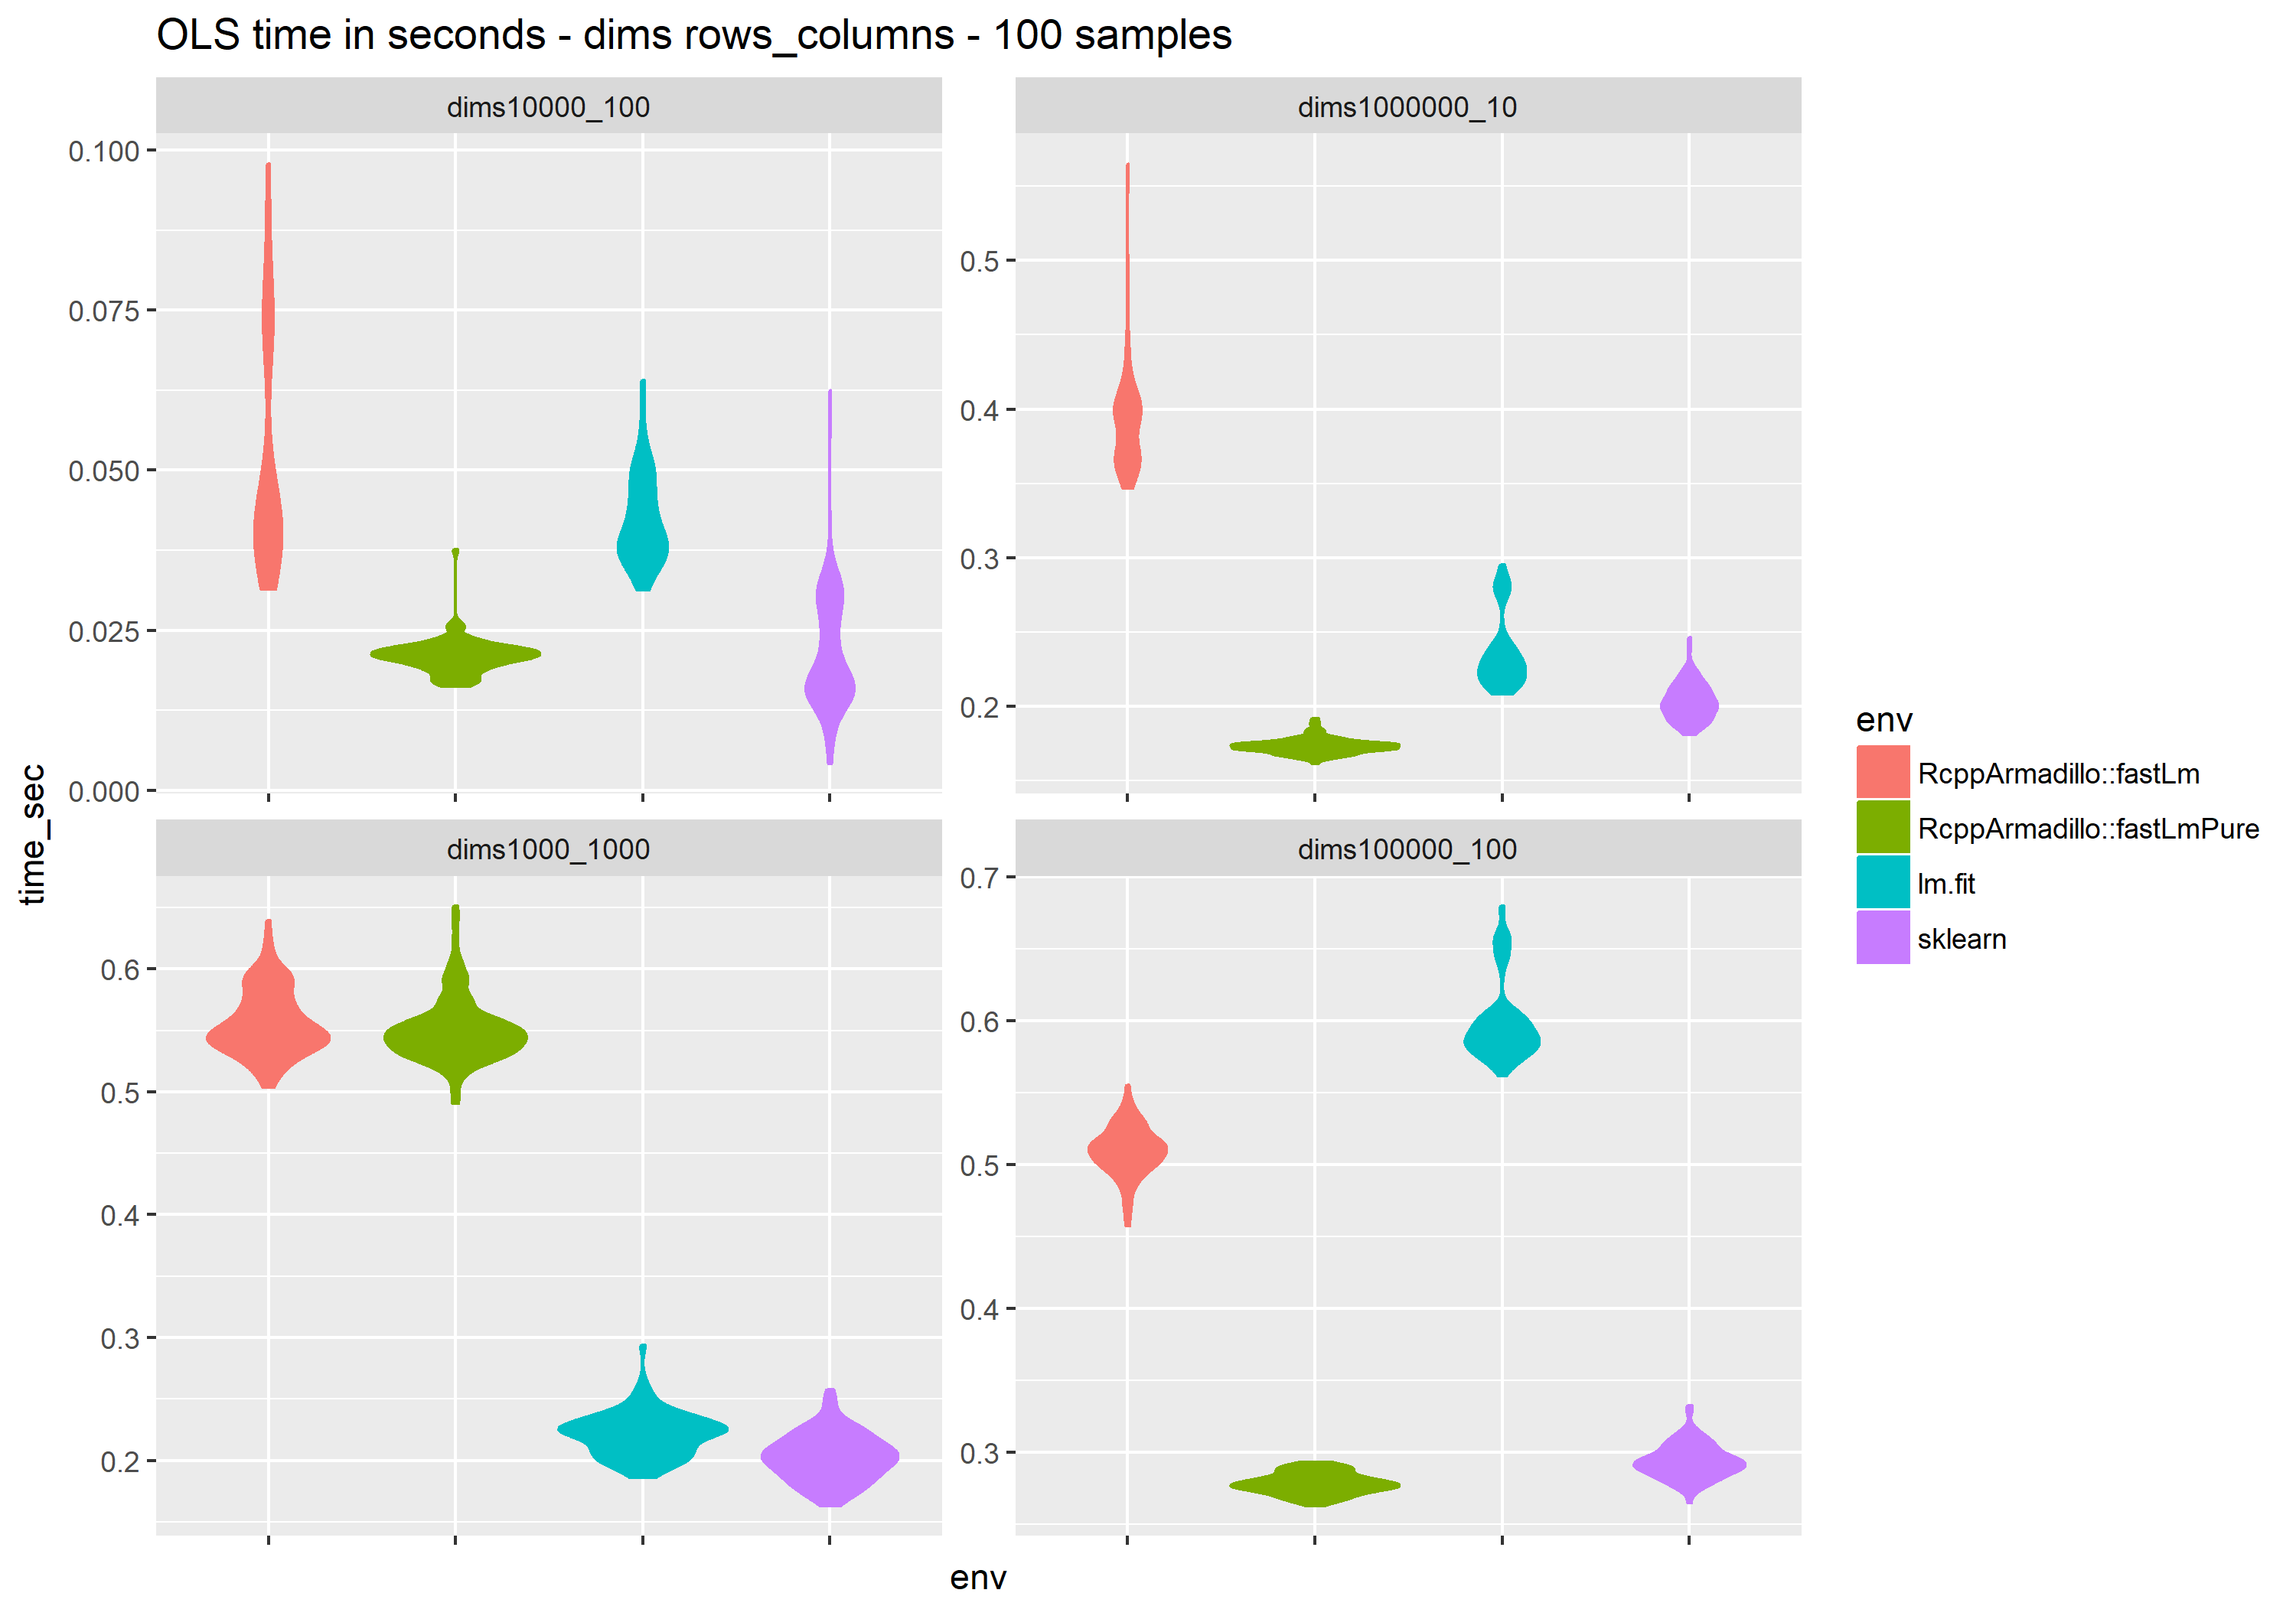 OLS time in seconds - dims rows_columns - 100 samples
dims10000_100
0.100
0.075
0.050
0.025
0.000
dims1000000_10
0.5
0.4
0.3
0.2
dims1000_1000
0.6
0.5
0.4
0.3
0.2
dims100000_100
0.7
0.6
0.5
0.4
0.3
time_sec
env
env
RcppArmadillo::fastLm
RcppArmadillo::fastLmPure
lm.fit
sklearn